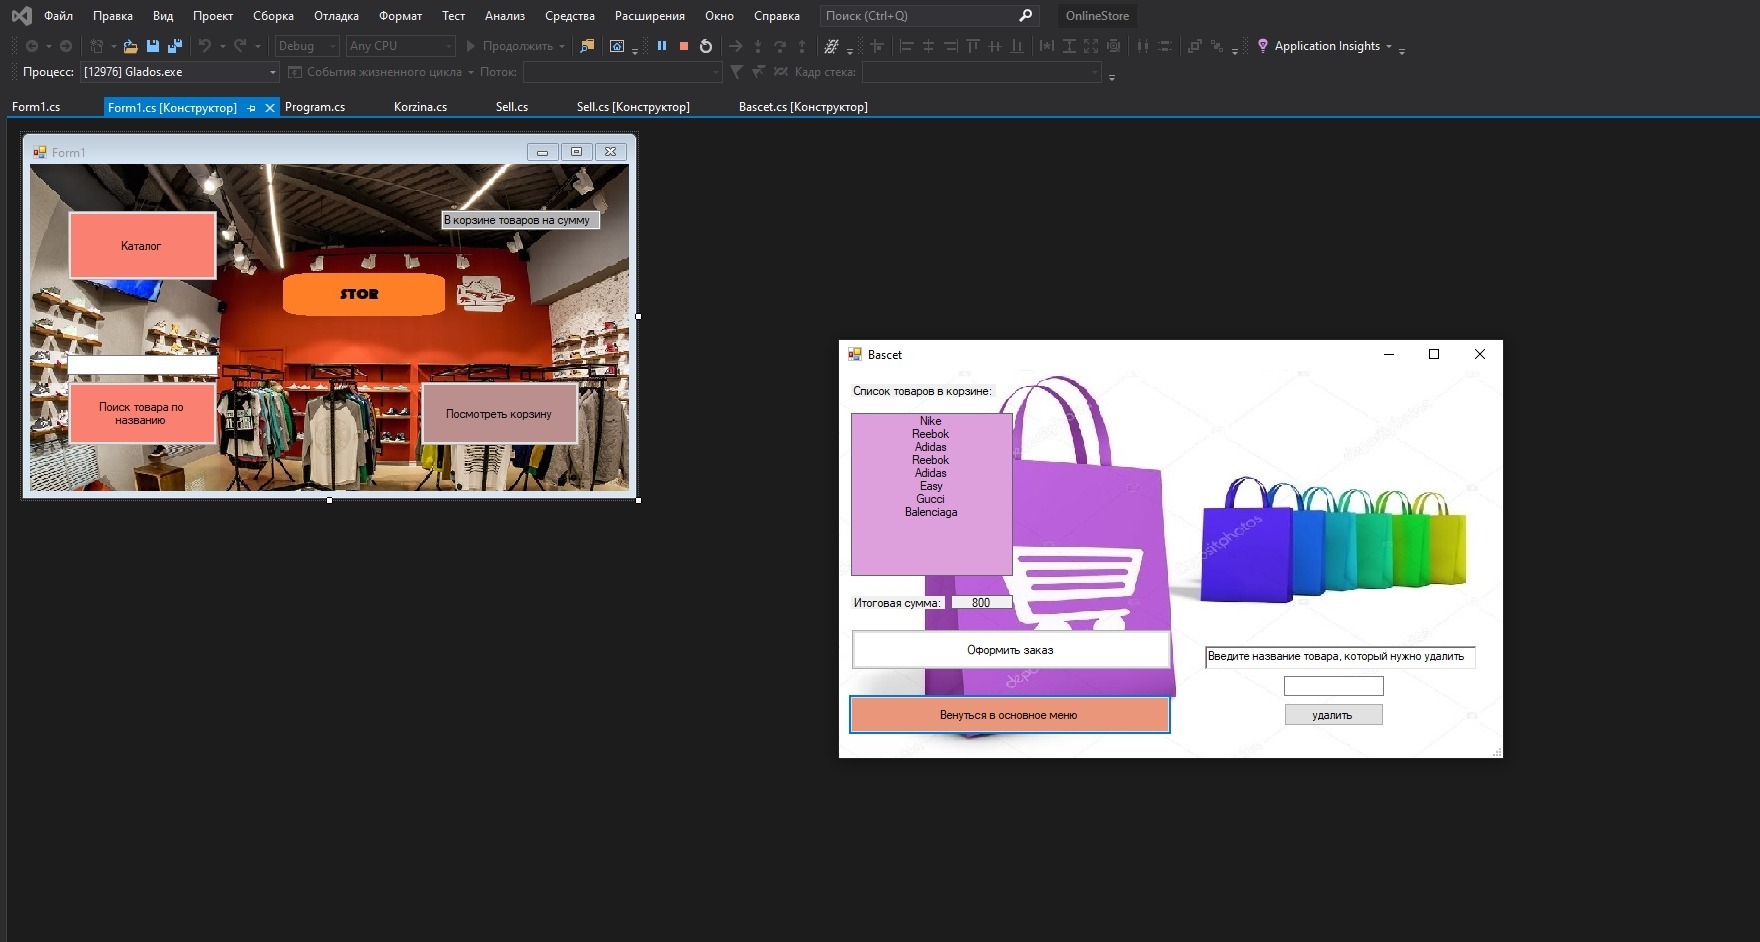 Файл Правка Вид Проект Сборка Отладка Формат Тест Анализ Средства Расширения Окно Справка Поиск (Ctrl+Q) OnlineStore
Debug Any CPU Продолжить Application Insights
Процесс: [12976] Glados.exe События жизненного цикла Поток: Кадр стека:
Form1.cs Form1.cs [Конструктор] Program.cs Korzina.cs Sell.cs Sell.cs [Конструктор] Bascet.cs [Конструктор]
Form1
В корзине товаров на сумму
Каталог
STOR
Поиск товара по
названию
Посмотреть корзину
Bascet
Список товаров в корзине:
Nike
Reebok
Adidas
Reebok
Adidas
Easy
Gucci
Balenciaga
Итоговая сумма: 800
Оформить заказ
Венуться в основное меню
Введите название товара, который нужно удалить
удалить